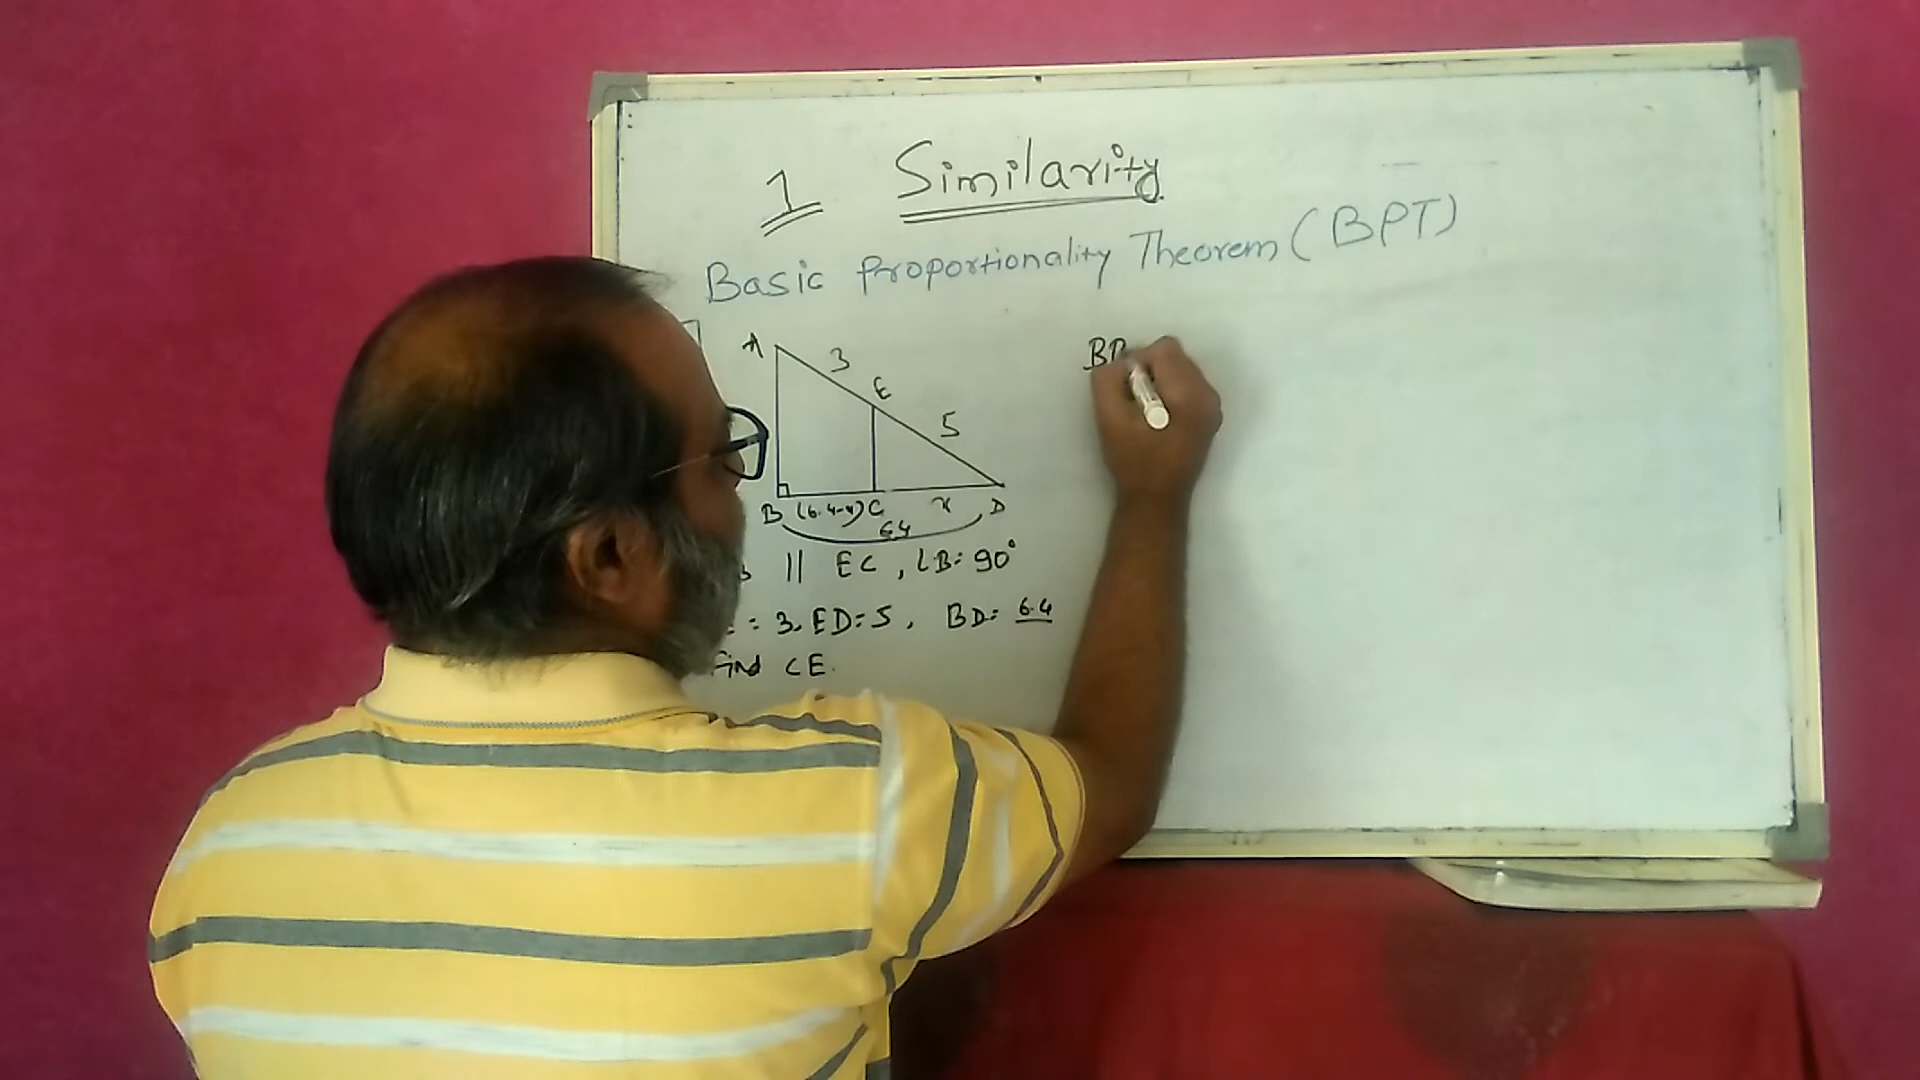 1 Similarity
Basic Proportionality Theorem (BPT)
A 3
E
5
B (6.4-x) C x D
6.4
|| EC, ∠B = 90°
= 3, ED = 5, BD = 6.4
Find CE.